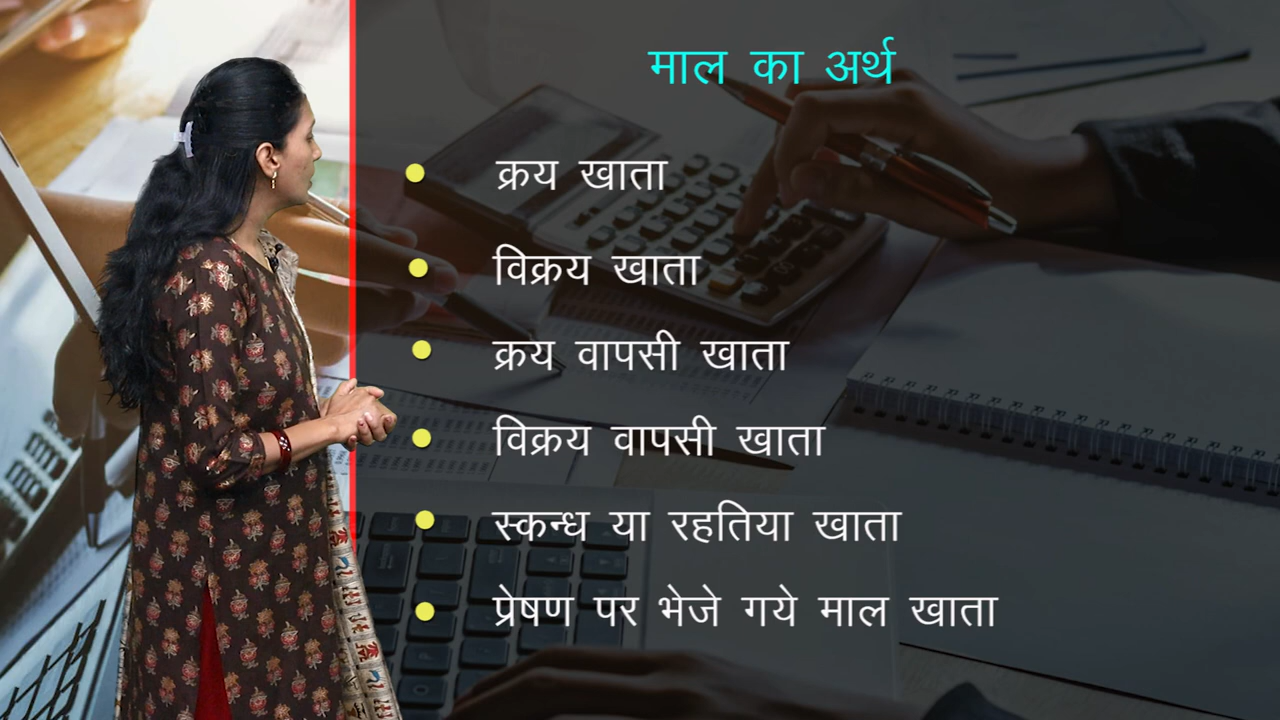 माल का अर्थ
क्रय खाता
विक्रय खाता
क्रय वापसी खाता
विक्रय वापसी खाता
स्कन्ध या रहतिया खाता
प्रेषण पर भेजे गये माल खाता